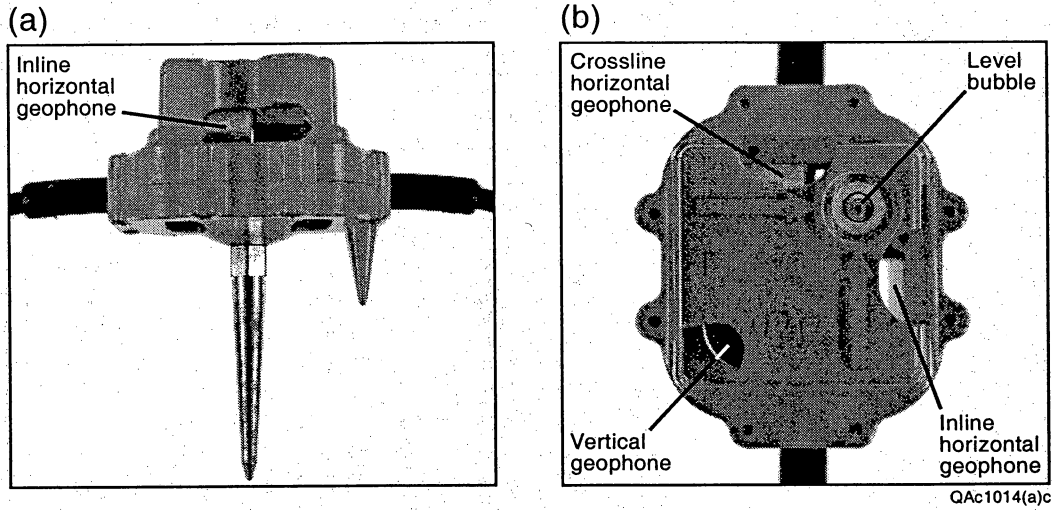 (a)
Inline
horizontal
geophone
(b)
Crossline
horizontal
geophone
Level
bubble
Vertical
geophone
Inline
horizontal
geophone
QAc1014(a)c